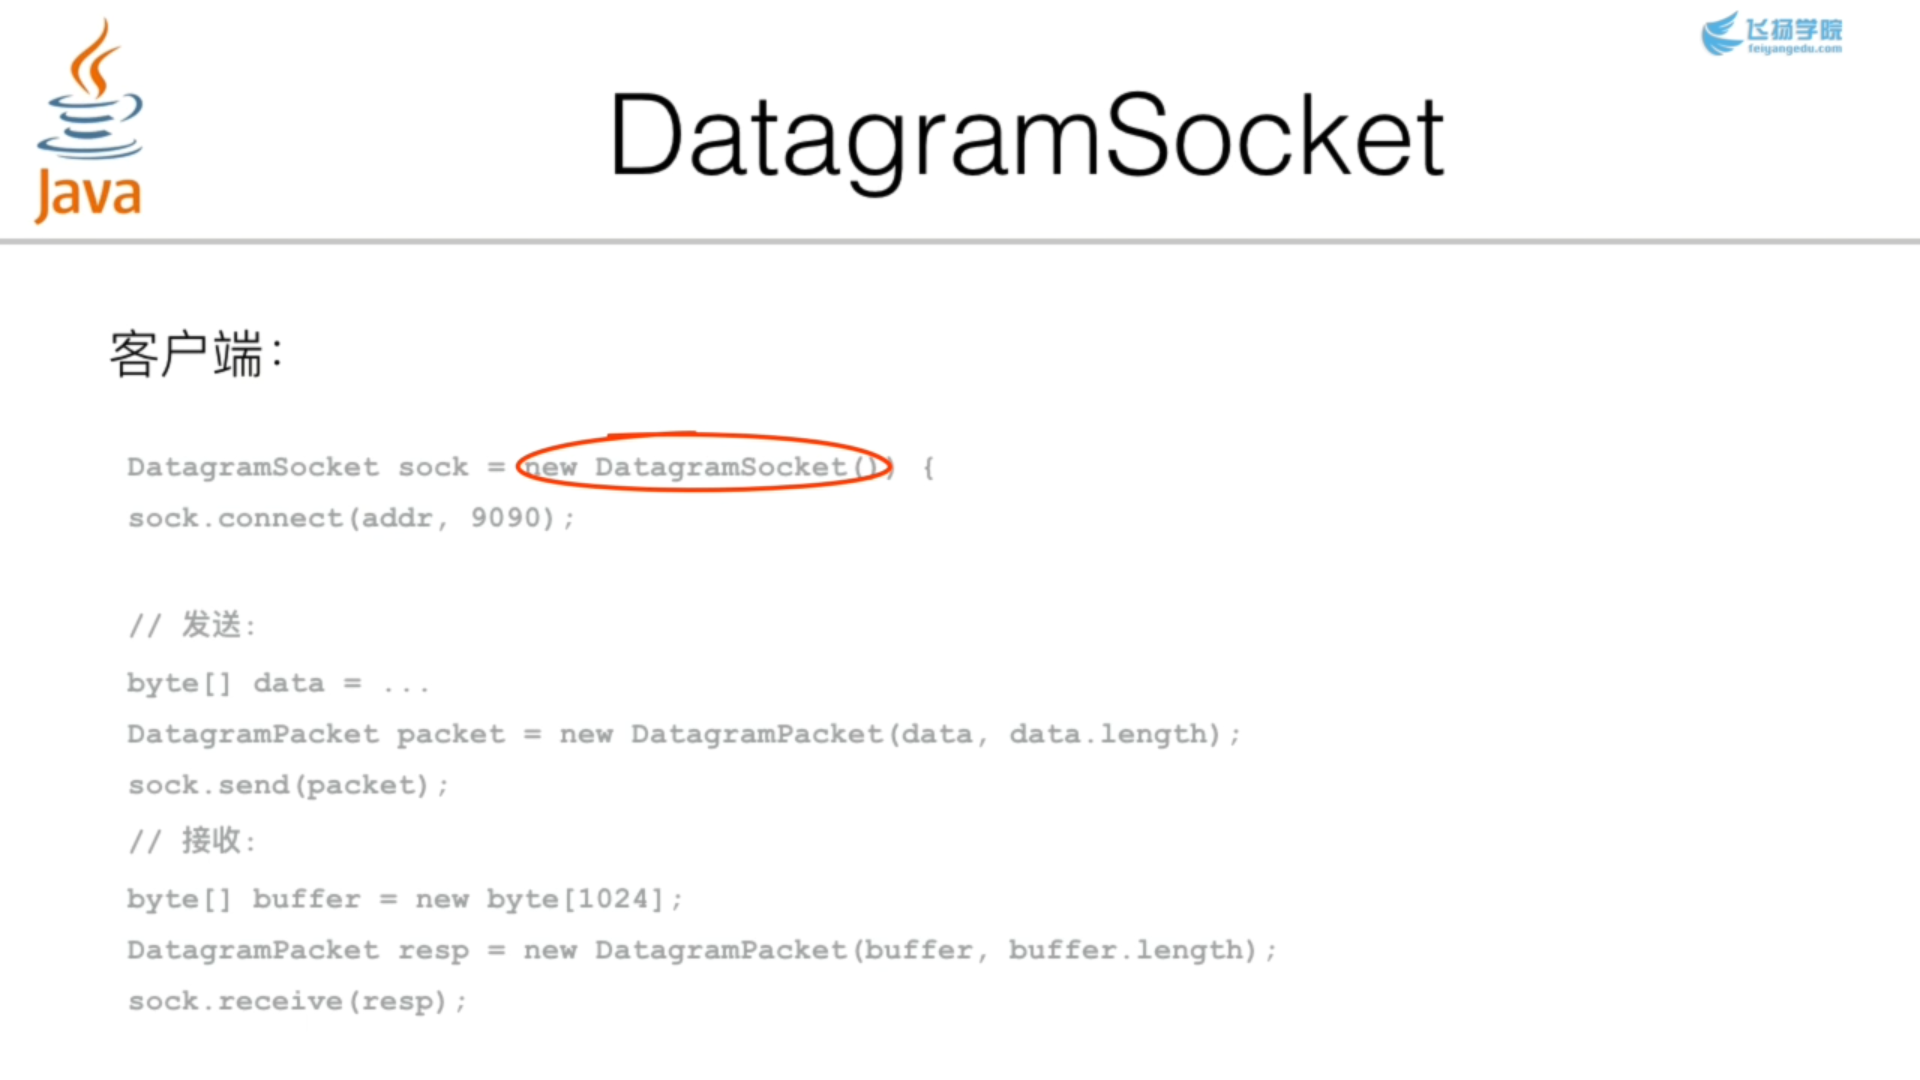 飞扬学院
feiyangedu.com
Java
DatagramSocket
客户端:
DatagramSocket sock = new DatagramSocket()) {
sock.connect(addr, 9090);
// 发送:
byte[] data = ...
DatagramPacket packet = new DatagramPacket(data, data.length);
sock.send(packet);
// 接收:
byte[] buffer = new byte[1024];
DatagramPacket resp = new DatagramPacket(buffer, buffer.length);
sock.receive(resp);